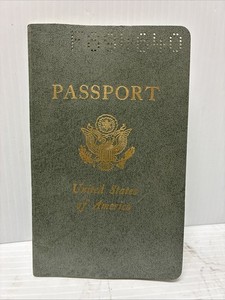 PASSPORT
United States
of America